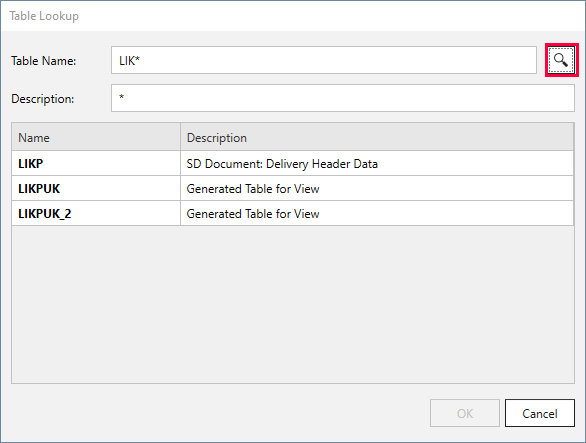 Table Lookup
Table Name: LIK*
Description: *
Name Description
LIKP SD Document: Delivery Header Data
LIKPUK Generated Table for View
LIKPUK_2 Generated Table for View
OK Cancel